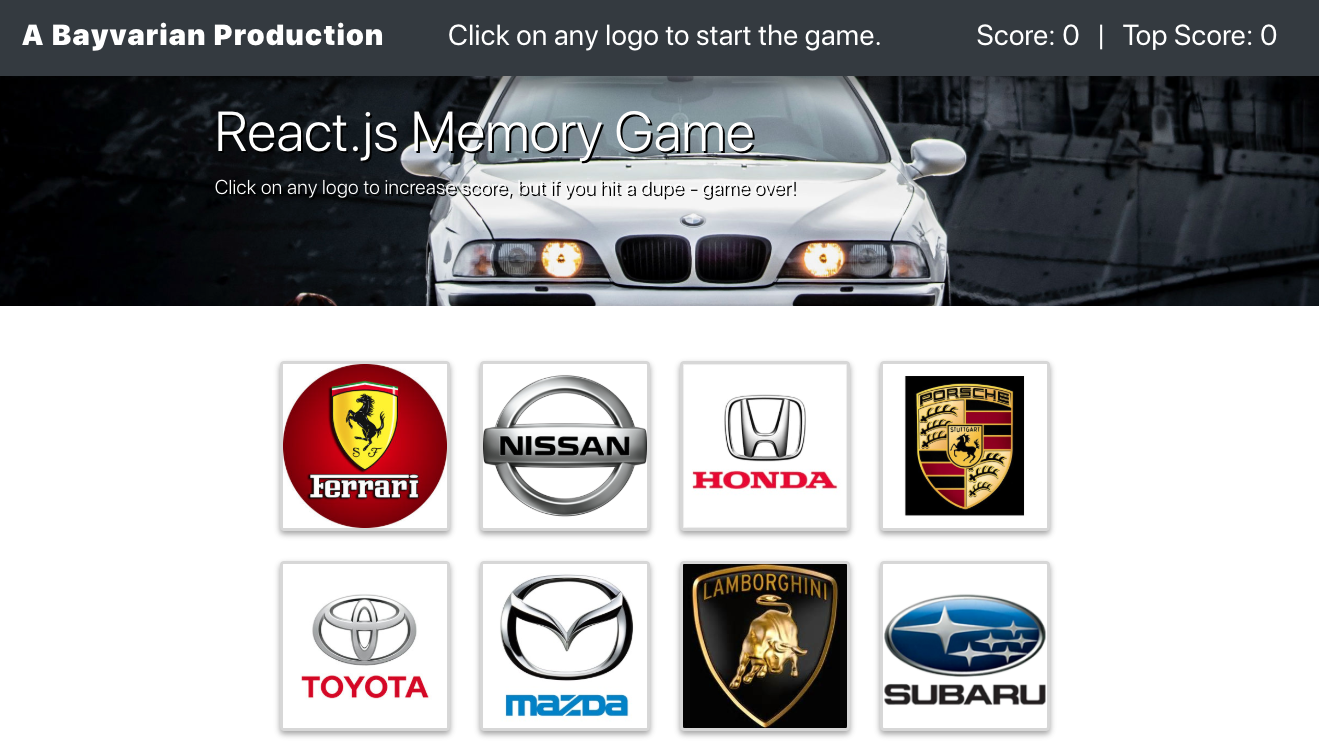 A Bayvarian Production
Click on any logo to start the game.
Score: 0 | Top Score: 0
React.js Memory Game
Click on any logo to increase score, but if you hit a dupe - game over!
S F
Ferrari
NISSAN
HONDA
PORSCHE
STUTTGART
TOYOTA
mazda
LAMBORGHINI
SUBARU